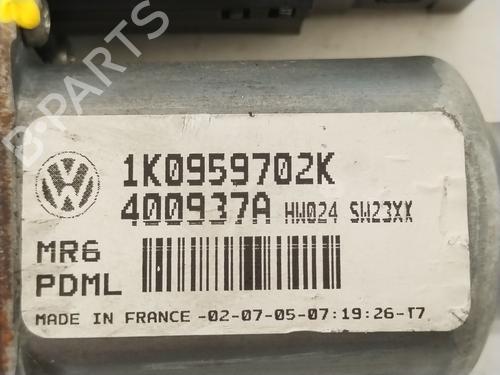 B-PARTS
1K0959702K
400937A HW024 SW23XX
MR6
PDML
MADE IN FRANCE -02-07-05-07:19:26-T7